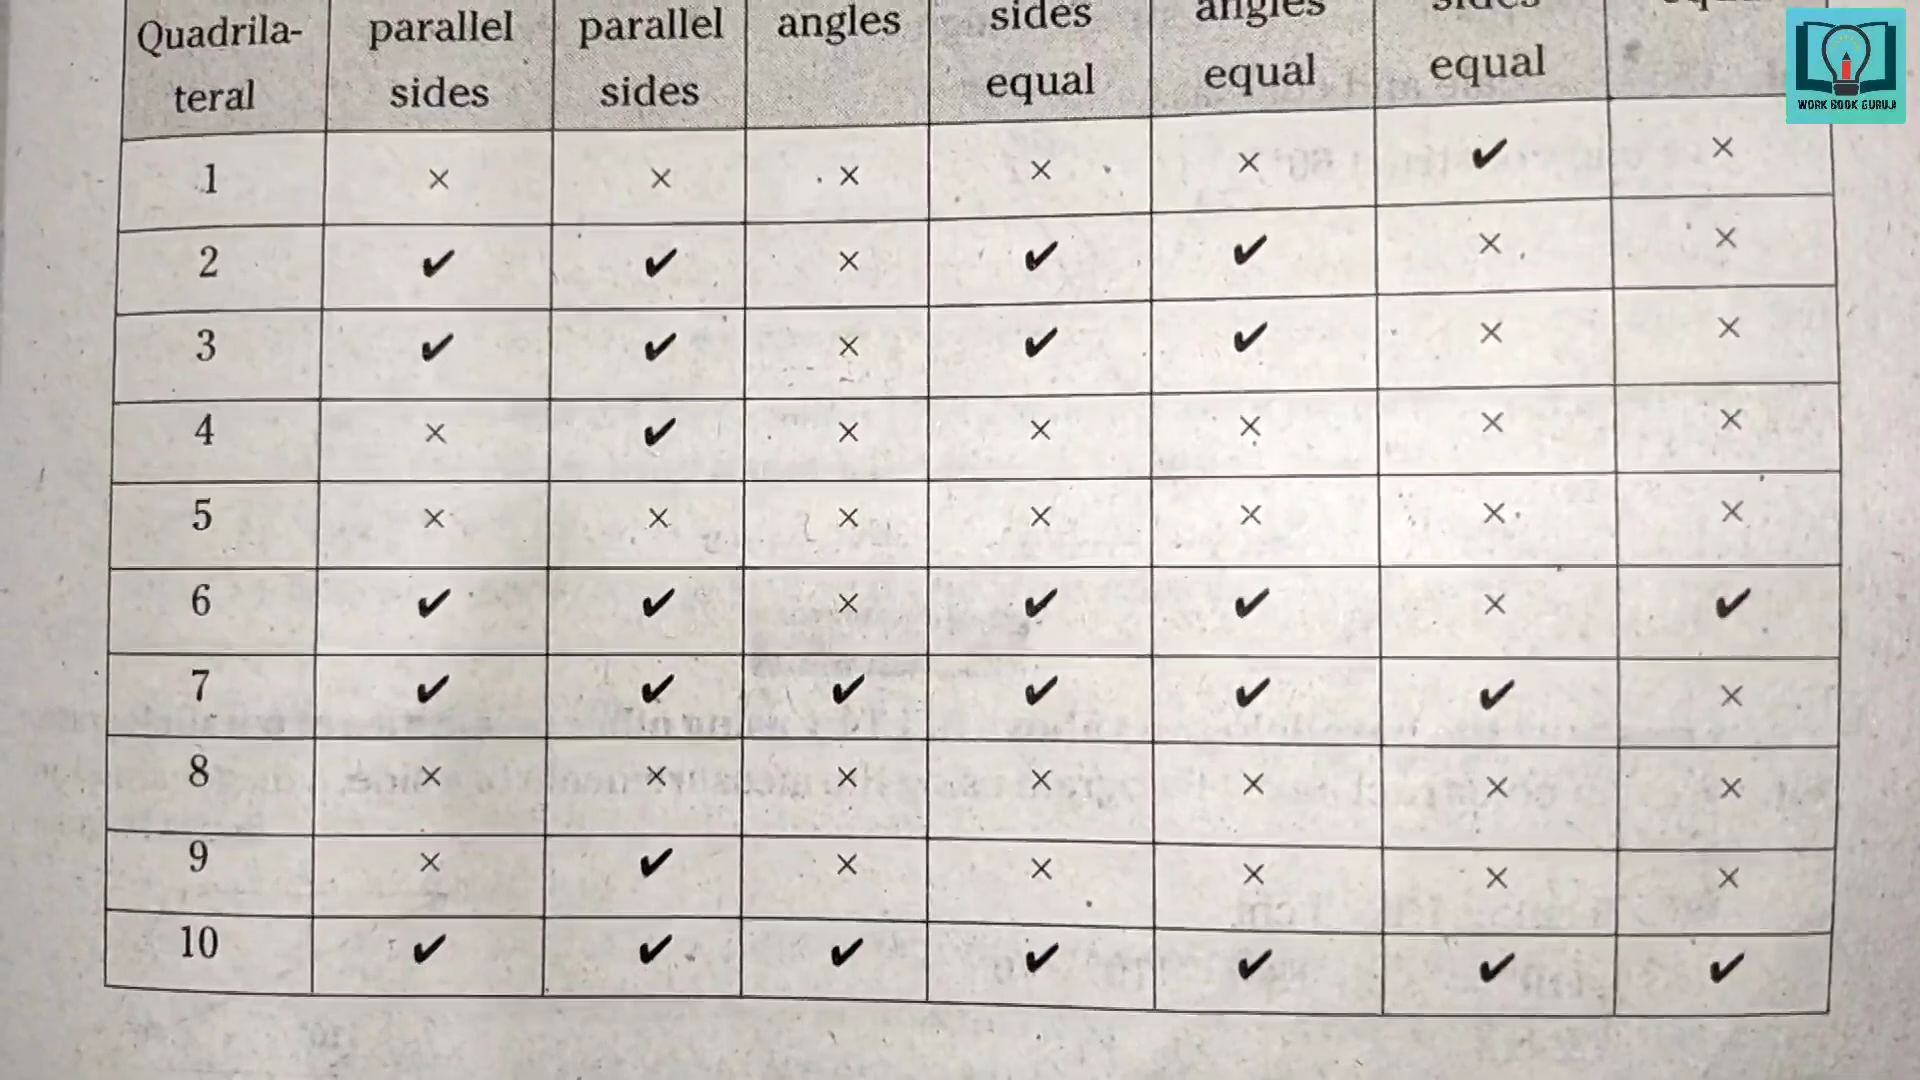 Quadrila- parallel parallel angles sides angles sides
teral sides sides equal equal equal
1 × × × × × ✓ ×
2 ✓ ✓ × ✓ ✓ × ×
3 ✓ ✓ × ✓ ✓ × ×
4 × ✓ × × × × ×
5 × × × × × × ×
6 ✓ ✓ × ✓ ✓ × ✓
7 ✓ ✓ ✓ ✓ ✓ ✓ ×
8 × × × × × × ×
9 × ✓ × × × × ×
10 ✓ ✓ ✓ ✓ ✓ ✓ ✓
WORK BOOK GURUJI